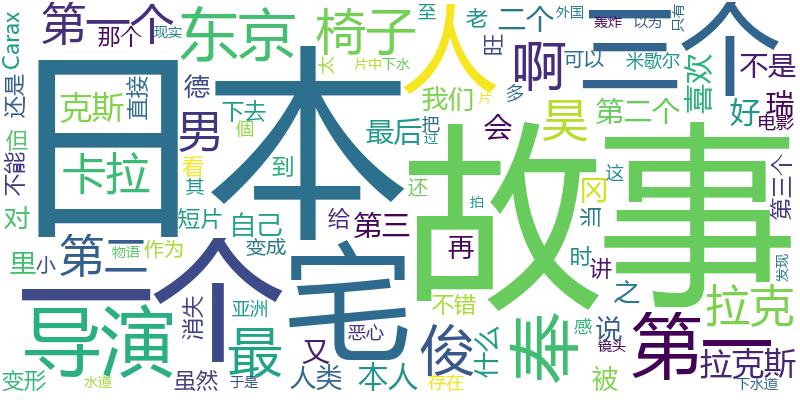 第一个
那个
现实
东京
椅子
至
老
二个
外国
轰炸
以为
只有
三个
人
Carax
还是
日本
克斯
直接
德
太
片中
下水
旺
啊
可以
米歇尔
喜欢
不是
瑞
下去
我们
多
第二个
好
电影
不能
但
卡拉
男
個
最后
把
过
会
昊
片
看
到
其
还
故事
冈
这
当
第三个
对
短片
自己
给
第三
再
拍
里
小
第二
作为
物语
变成
宅
时
讲
之
发现
一个
消失
亚洲
不错
拉克
导演
最
恶心
又
俊
什么
奉
感
说
镜头
第一
拉克斯
变形
水道
虽然
于是
人类
本人
存在
被
下水道